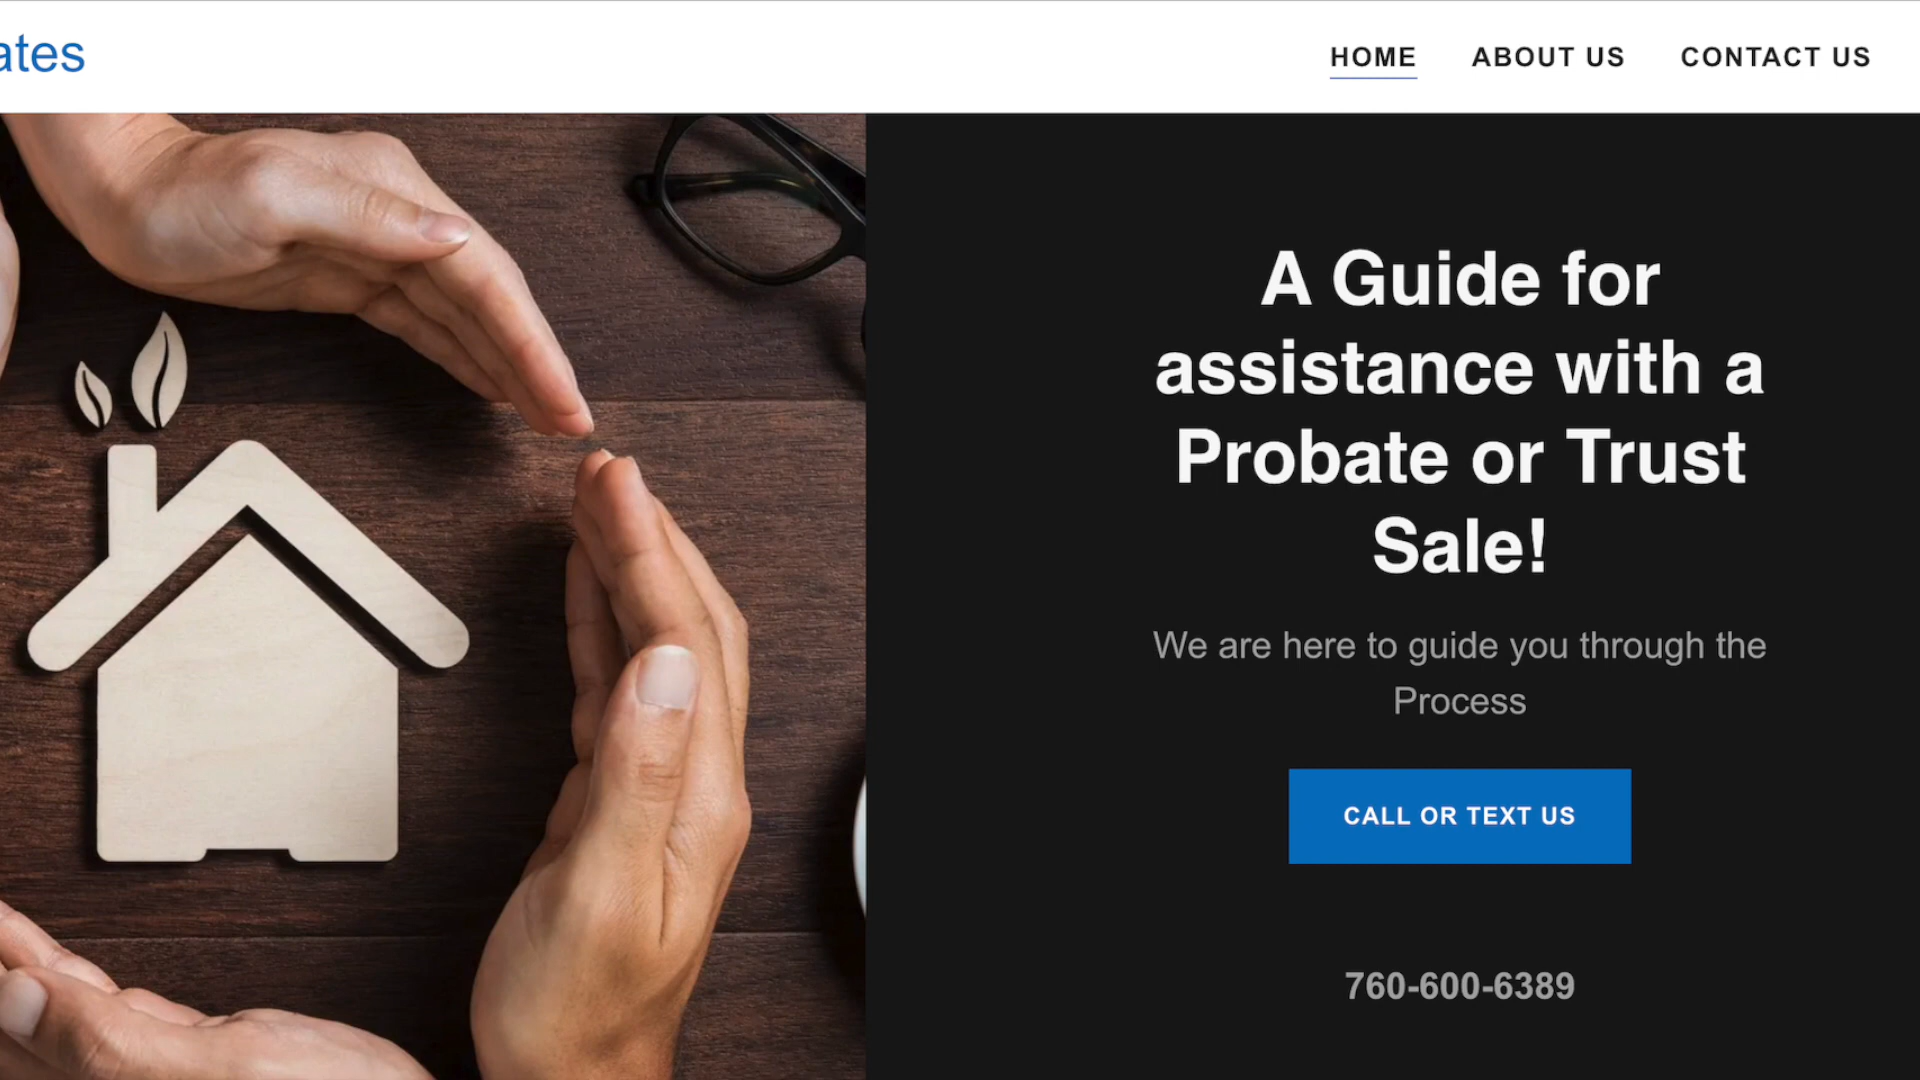 ates
HOME
ABOUT US
CONTACT US
A Guide for
assistance with a
Probate or Trust
Sale!
We are here to guide you through the
Process
CALL OR TEXT US
760-600-6389